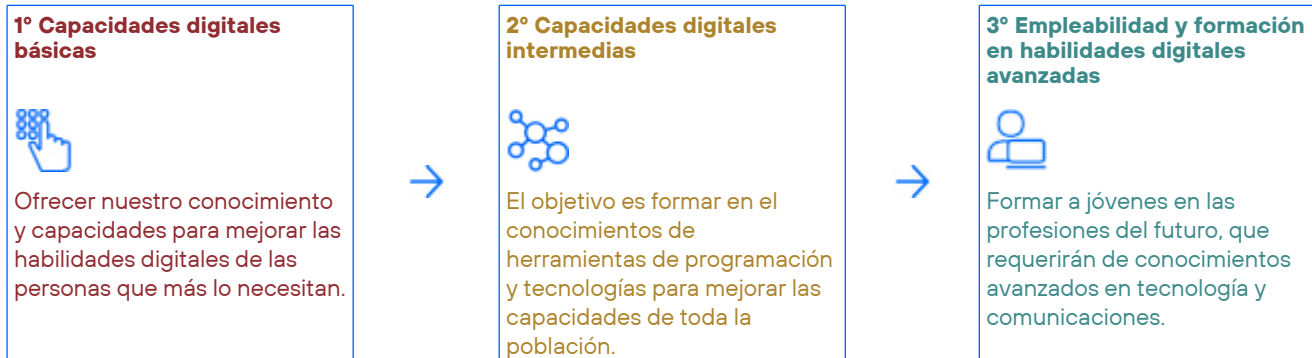 1º Capacidades digitales
básicas
Ofrecer nuestro conocimiento
y capacidades para mejorar las
habilidades digitales de las
personas que más lo necesitan.
2º Capacidades digitales
intermedias
El objetivo es formar en el
conocimientos de
herramientas de programación
y tecnologías para mejorar las
capacidades de toda la
población.
3º Empleabilidad y formación
en habilidades digitales
avanzadas
Formar a jóvenes en las
profesiones del futuro, que
requerirán de conocimientos
avanzados en tecnología y
comunicaciones.